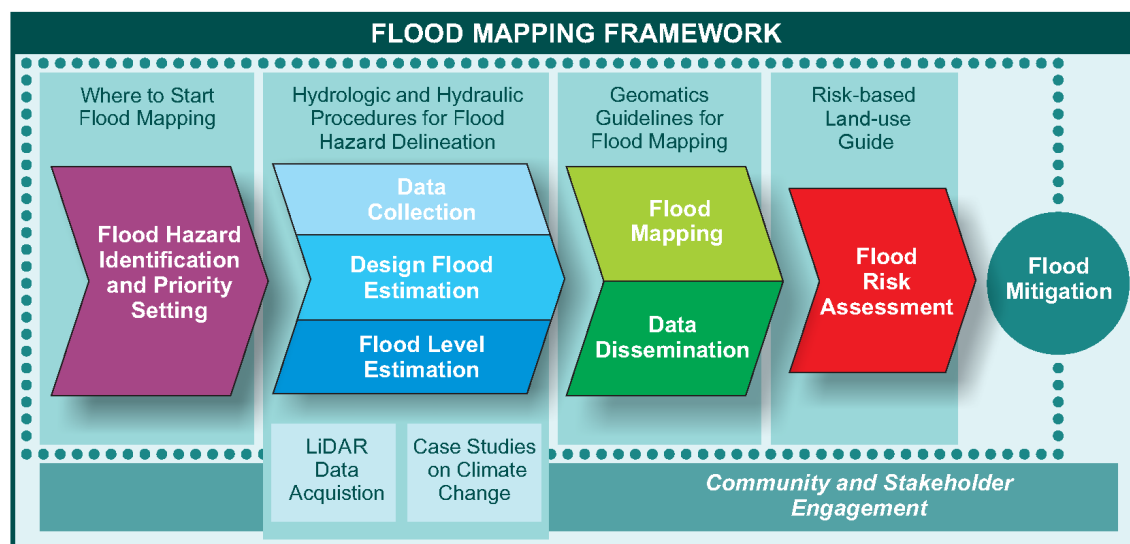 FLOOD MAPPING FRAMEWORK
Where to Start
Flood Mapping
Hydrologic and Hydraulic
Procedures for Flood
Hazard Delineation
Geomatics
Guidelines for
Flood Mapping
Risk-based
Land-use
Guide
Flood Hazard
Identification
and Priority
Setting
Data
Collection
Design Flood
Estimation
Flood Level
Estimation
Flood
Mapping
Data
Dissemination
Flood
Risk
Assessment
Flood
Mitigation
LiDAR
Data
Acquistion
Case Studies
on Climate
Change
Community and Stakeholder
Engagement